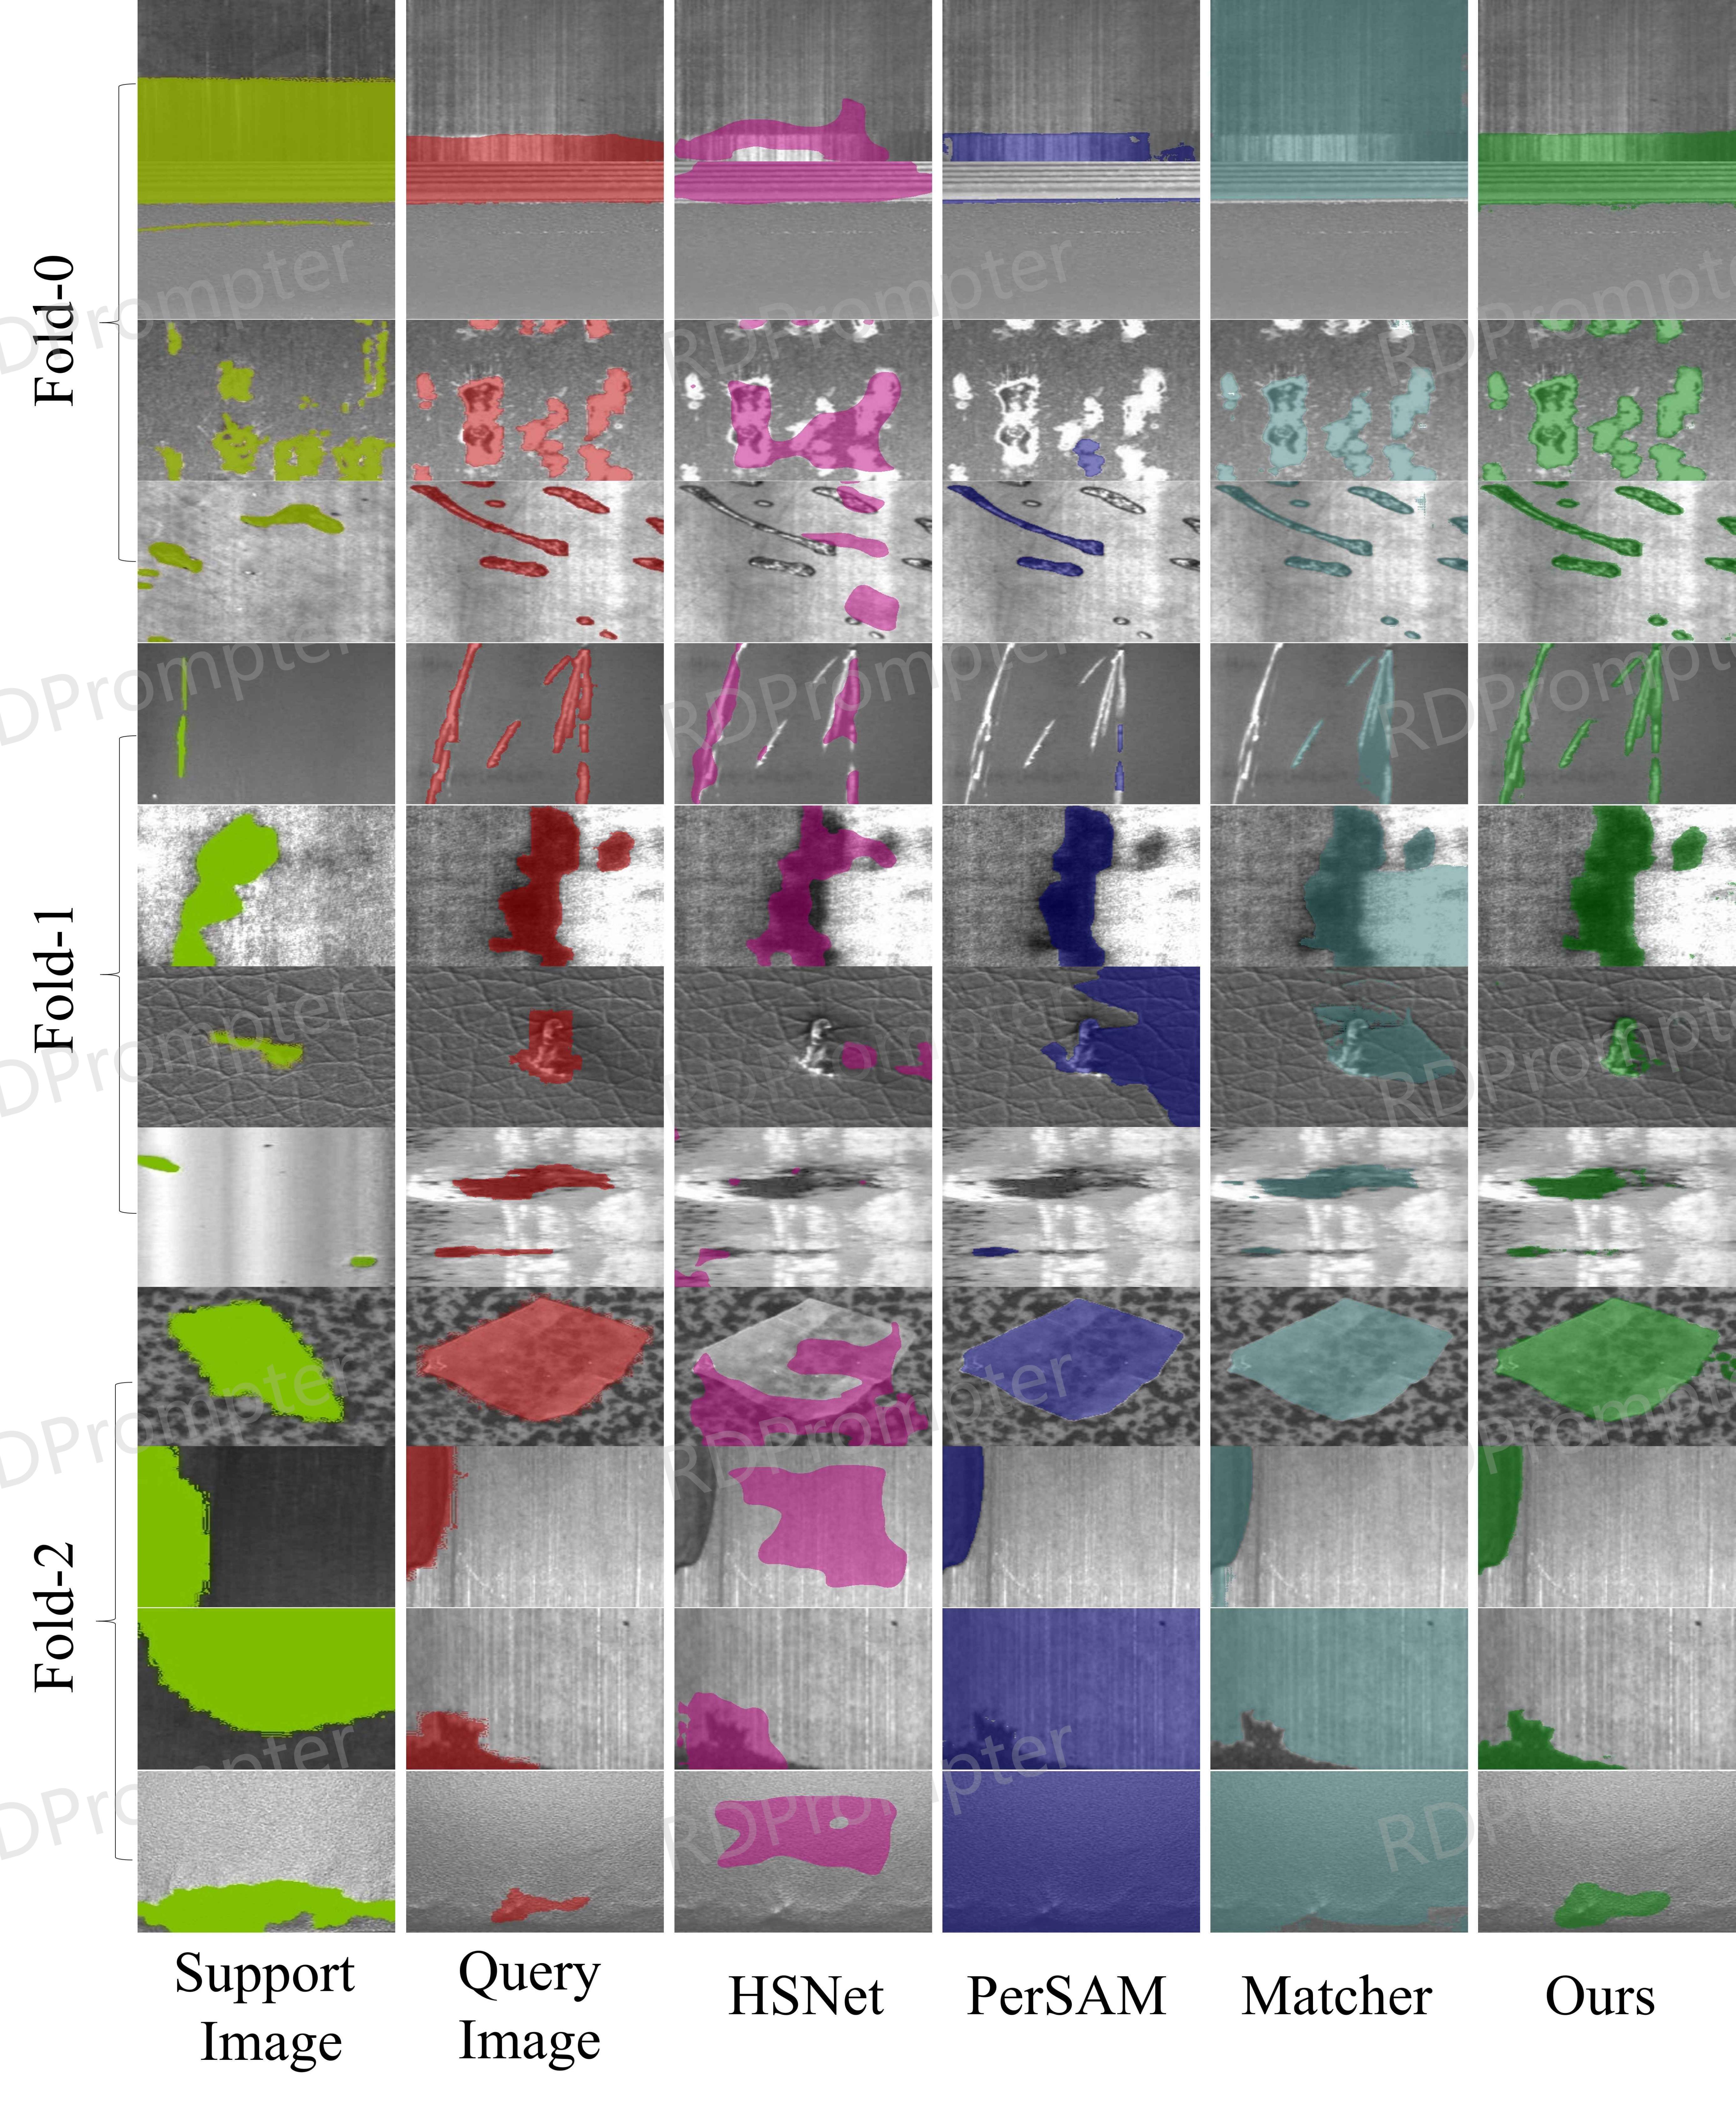 Fold-0
Fold-1
Fold-2
Support
Image
Query
Image
HSNet
PerSAM
Matcher
Ours
RDPrompter